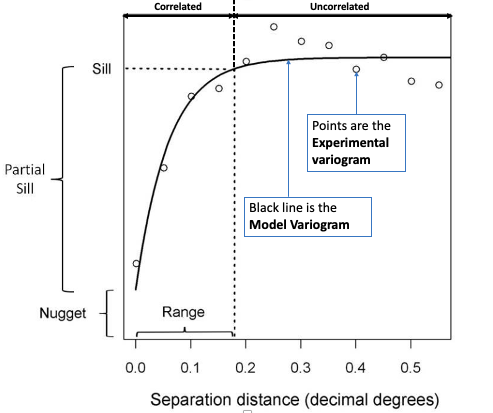 Correlated
Uncorrelated
Sill
Points are the
Experimental
variogram
Partial
Sill
Black line is the
Model Variogram
Nugget
Range
0.0 0.1 0.2 0.3 0.4 0.5
Separation distance (decimal degrees)